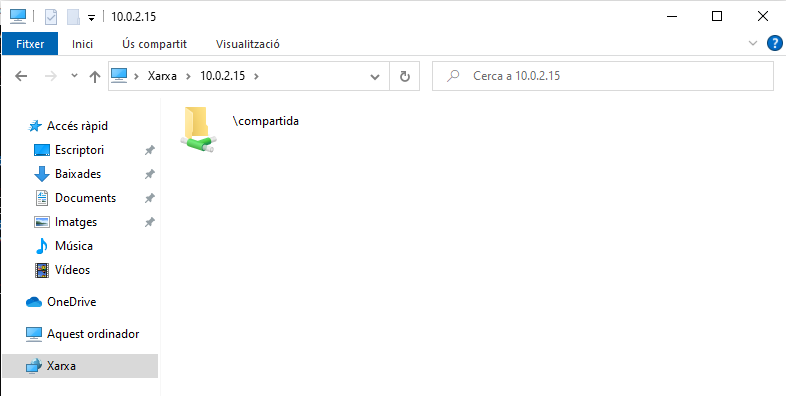 10.0.2.15
Fitxer Inici Ús compartit Visualització
Xarxa 10.0.2.15 Cerca a 10.0.2.15
Accés ràpid
Escriptori
Baixades
Documents
Imatges
Música
Vídeos
OneDrive
Aquest ordinador
Xarxa
\compartida